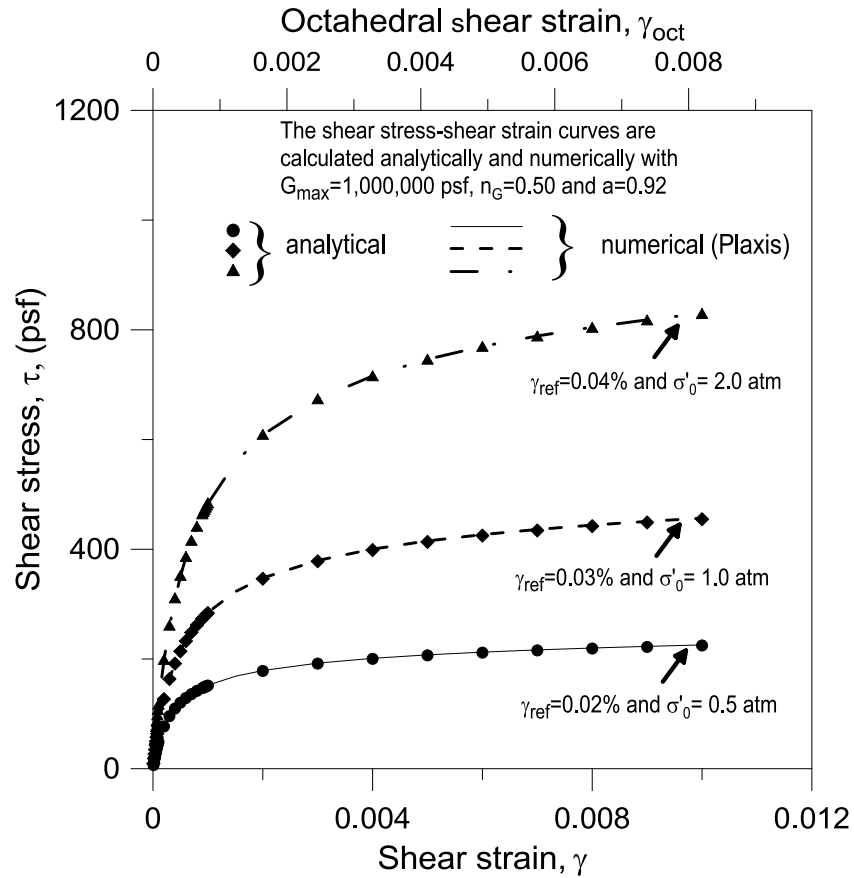 Octahedral shear strain, γoct
0 0.002 0.004 0.006 0.008
1200
800
400
0
Shear stress, τ, (psf)
The shear stress-shear strain curves are
calculated analytically and numerically with
Gmax=1,000,000 psf, nG=0.50 and a=0.92
} analytical } numerical (Plaxis)
γref=0.04% and σ'0= 2.0 atm
γref=0.03% and σ'0= 1.0 atm
γref=0.02% and σ'0= 0.5 atm
0 0.004 0.008 0.012
Shear strain, γ